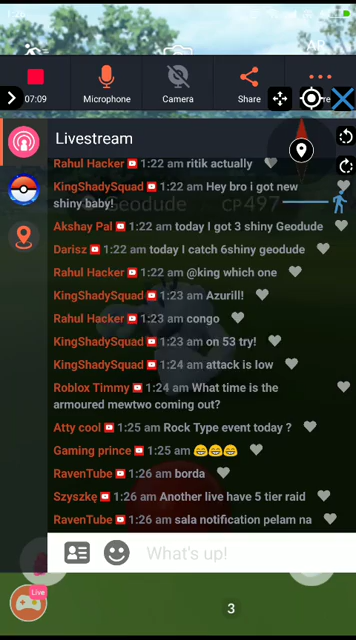 07:09
Microphone
Camera
Share
Livestream
Rahul Hacker 1:22 am ritik actually
KingShadySquad 1:22 am Hey bro i got new
shiny baby!
Geodude
CP497
Akshay Pal 1:22 am today I got 3 shiny Geodude
Darisz 1:22 am today I catch 6shiny geodude
Rahul Hacker 1:22 am @king which one
KingShadySquad 1:23 am Azurill!
Rahul Hacker 1:23 am congo
KingShadySquad 1:23 am on 53 try!
KingShadySquad 1:24 am attack is low
Roblox Timmy 1:24 am What time is the
armoured mewtwo coming out?
Atty cool 1:25 am Rock Type event today ?
Gaming prince 1:25 am 😂😂😂
RavenTube 1:26 am borda
Szyszkę 1:26 am Another live have 5 tier raid
RavenTube 1:26 am sala notification pelam na
What's up!
Live
3